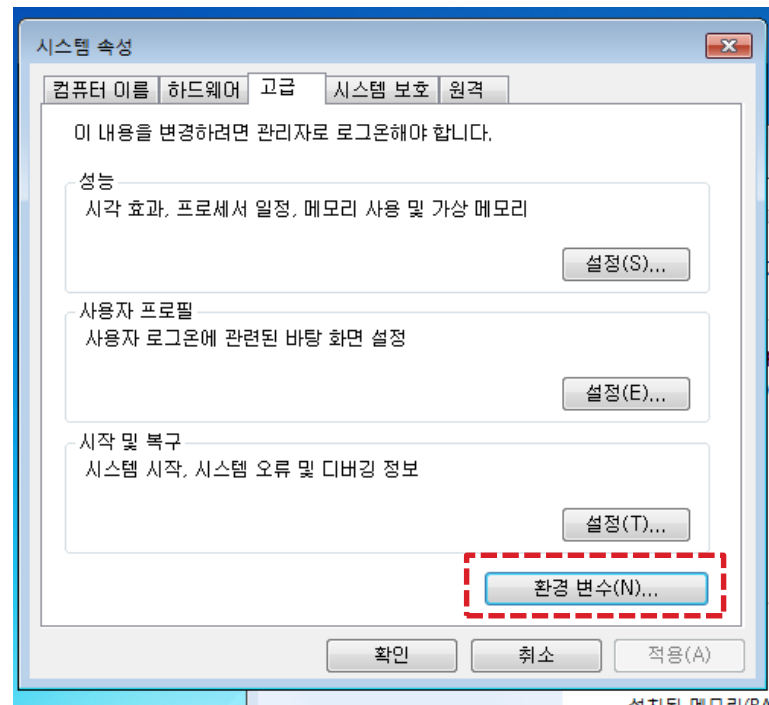 시스템 속성
컴퓨터 이름 하드웨어 고급 시스템 보호 원격
이 내용을 변경하려면 관리자로 로그온해야 합니다.
성능
시각 효과, 프로세서 일정, 메모리 사용 및 가상 메모리
설정(S)...
사용자 프로필
사용자 로그온에 관련된 바탕 화면 설정
설정(E)...
시작 및 복구
시스템 시작, 시스템 오류 및 디버깅 정보
설정(T)...
환경 변수(N)...
확인 취소 적용(A)